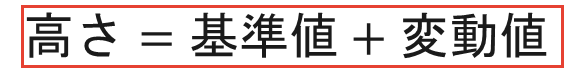 高さ = 基準値 + 変動値